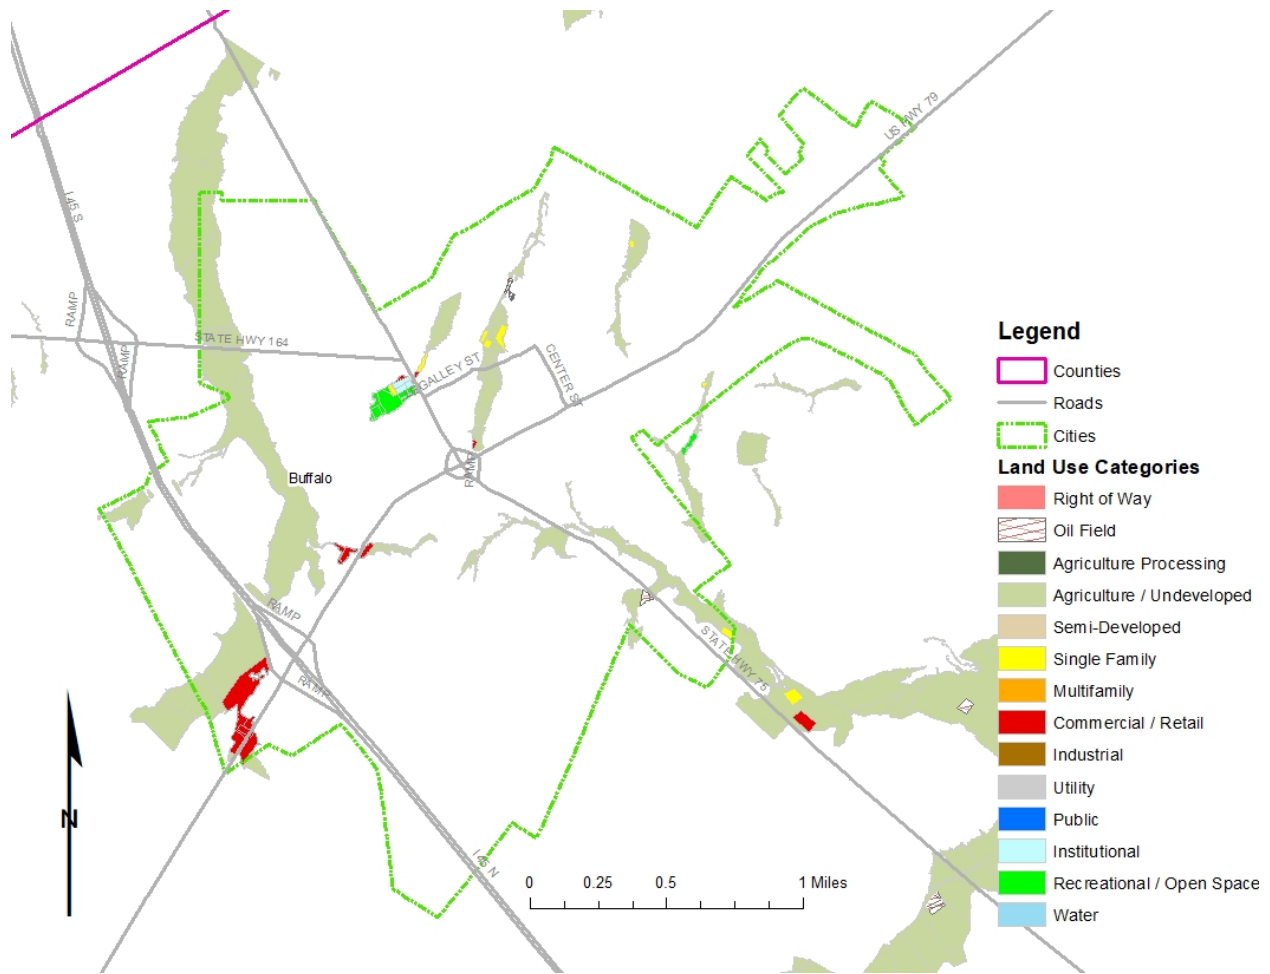 US HWY 79
I 45 S
RAMP
RAMP
STATE HWY 164
EGALLEY ST
CENTER ST
RAMP
Buffalo
RAMP
RAMP
STATE HWY 75
I 45 N
N
0 0.25 0.5 1 Miles
Legend
Counties
Roads
Cities
Land Use Categories
Right of Way
Oil Field
Agriculture Processing
Agriculture / Undeveloped
Semi-Developed
Single Family
Multifamily
Commercial / Retail
Industrial
Utility
Public
Institutional
Recreational / Open Space
Water